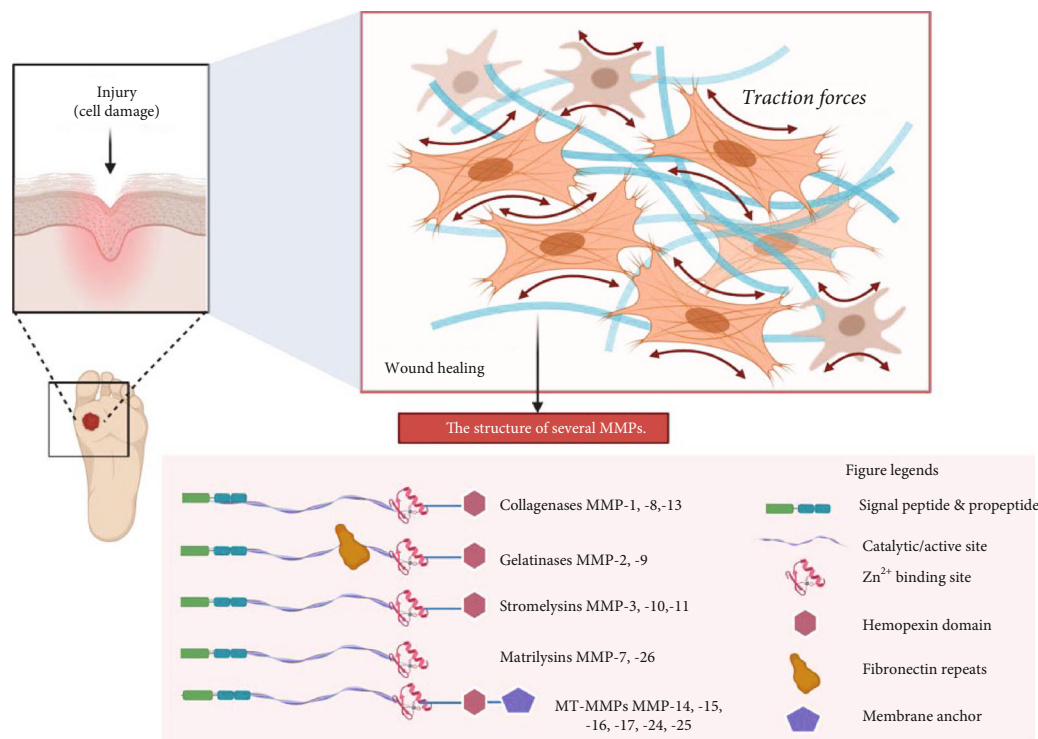 Injury
(cell damage)
Traction forces
Wound healing
The structure of several MMPs.
Collagenases MMP-1, -8,-13
Gelatinases MMP-2, -9
Stromelysins MMP-3, -10,-11
Matrilysins MMP-7, -26
MT-MMPs MMP-14, -15,
-16, -17, -24, -25
Figure legends
Signal peptide & propeptide
Catalytic/active site
Zn²⁺ binding site
Hemopexin domain
Fibronectin repeats
Membrane anchor